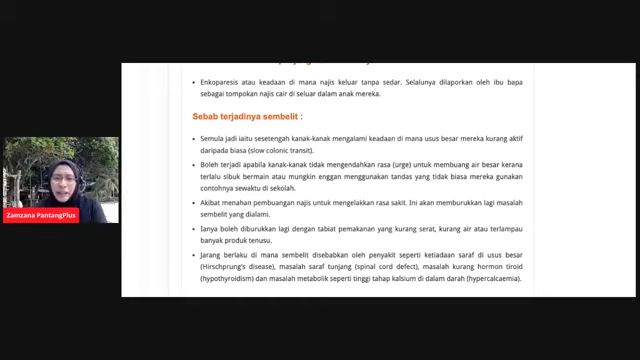 Enkoparesis atau keadaan di mana najis keluar tanpa sedar. Selalunya dilaporkan oleh ibu bapa
sebagai tompokan najis cair di seluar dalam anak mereka.
Sebab terjadinya sembelit :
Semula jadi iaitu sesetengah kanak-kanak mengalami keadaan di mana usus besar mereka kurang aktif
daripada biasa (slow colonic transit).
Boleh terjadi apabila kanak-kanak tidak mengendahkan rasa (urge) untuk membuang air besar kerana
terlalu sibuk bermain atau mungkin enggan menggunakan tandas yang tidak biasa mereka gunakan
contohnya sewaktu di sekolah.
Akibat menahan pembuangan najis untuk mengelakkan rasa sakit. Ini akan memburukkan lagi masalah
sembelit yang dialami.
Ianya boleh diburukkan lagi dengan tabiat pemakanan yang kurang serat, kurang air atau terlampau
banyak produk tenusu.
Jarang berlaku di mana sembelit disebabkan oleh penyakit seperti ketiadaan saraf di usus besar
(Hirschprung's disease), masalah saraf tunjang (spinal cord defect), masalah kurang hormon tiroid
(hypothyroidism) dan masalah metabolik seperti tinggi tahap kalsium di dalam darah (hypercalcaemia).
Zamzana PantangPlus